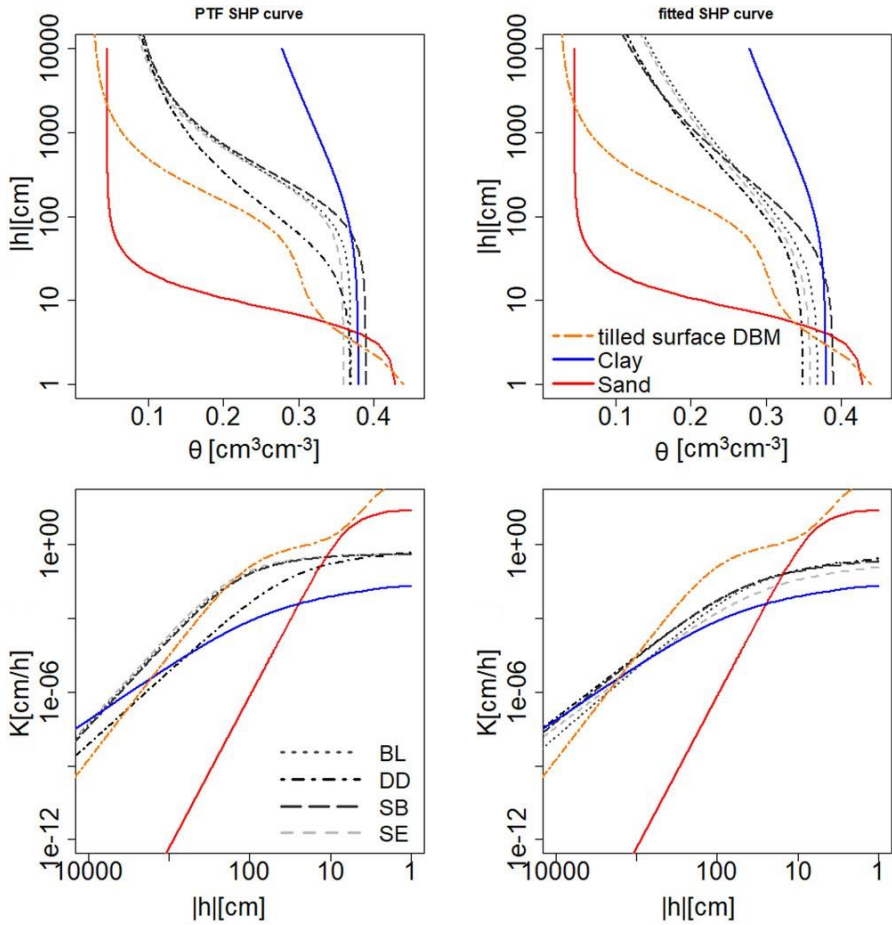 PTF SHP curve
fitted SHP curve
|h|[cm]
1 10 100 1000 10000
0.1 0.2 0.3 0.4
θ [cm³cm⁻³]
|h|[cm]
1 10 100 1000 10000
tilled surface DBM
Clay
Sand
0.1 0.2 0.3 0.4
θ [cm³cm⁻³]
K[cm/h]
1e-12 1e-06 1e+00
BL
DD
SB
SE
10000 100 10 1
|h|[cm]
K[cm/h]
1e-12 1e-06 1e+00
10000 100 10 1
|h|[cm]